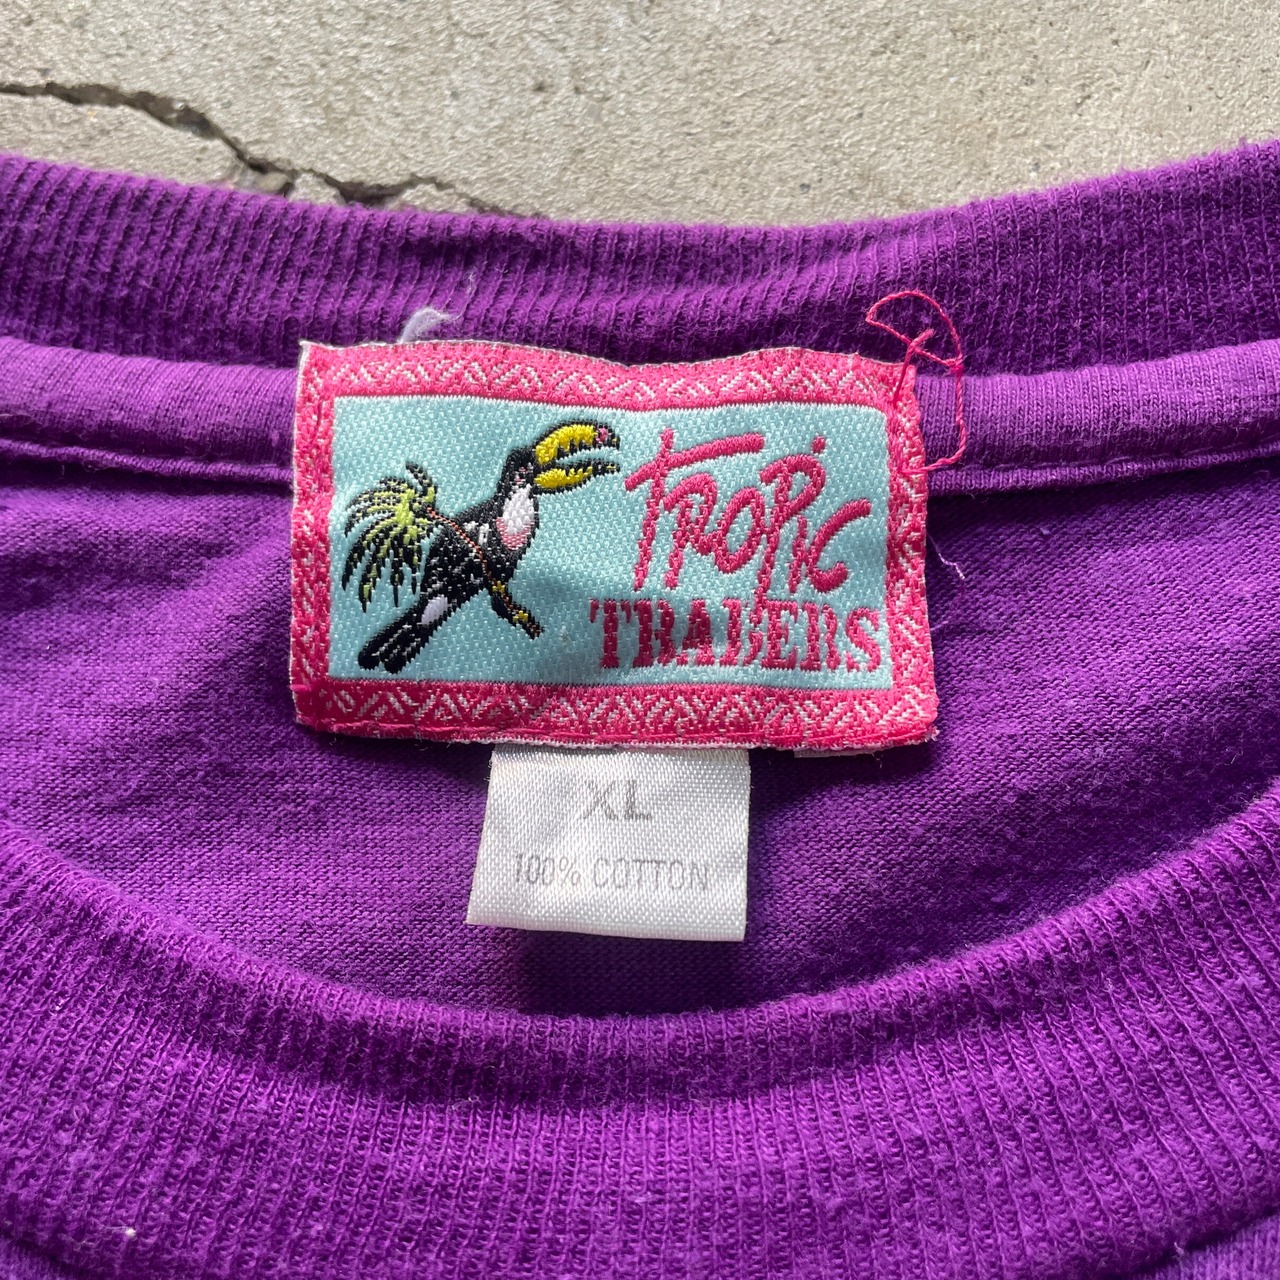 TROPiC
TRADERS
XL
100% COTTON